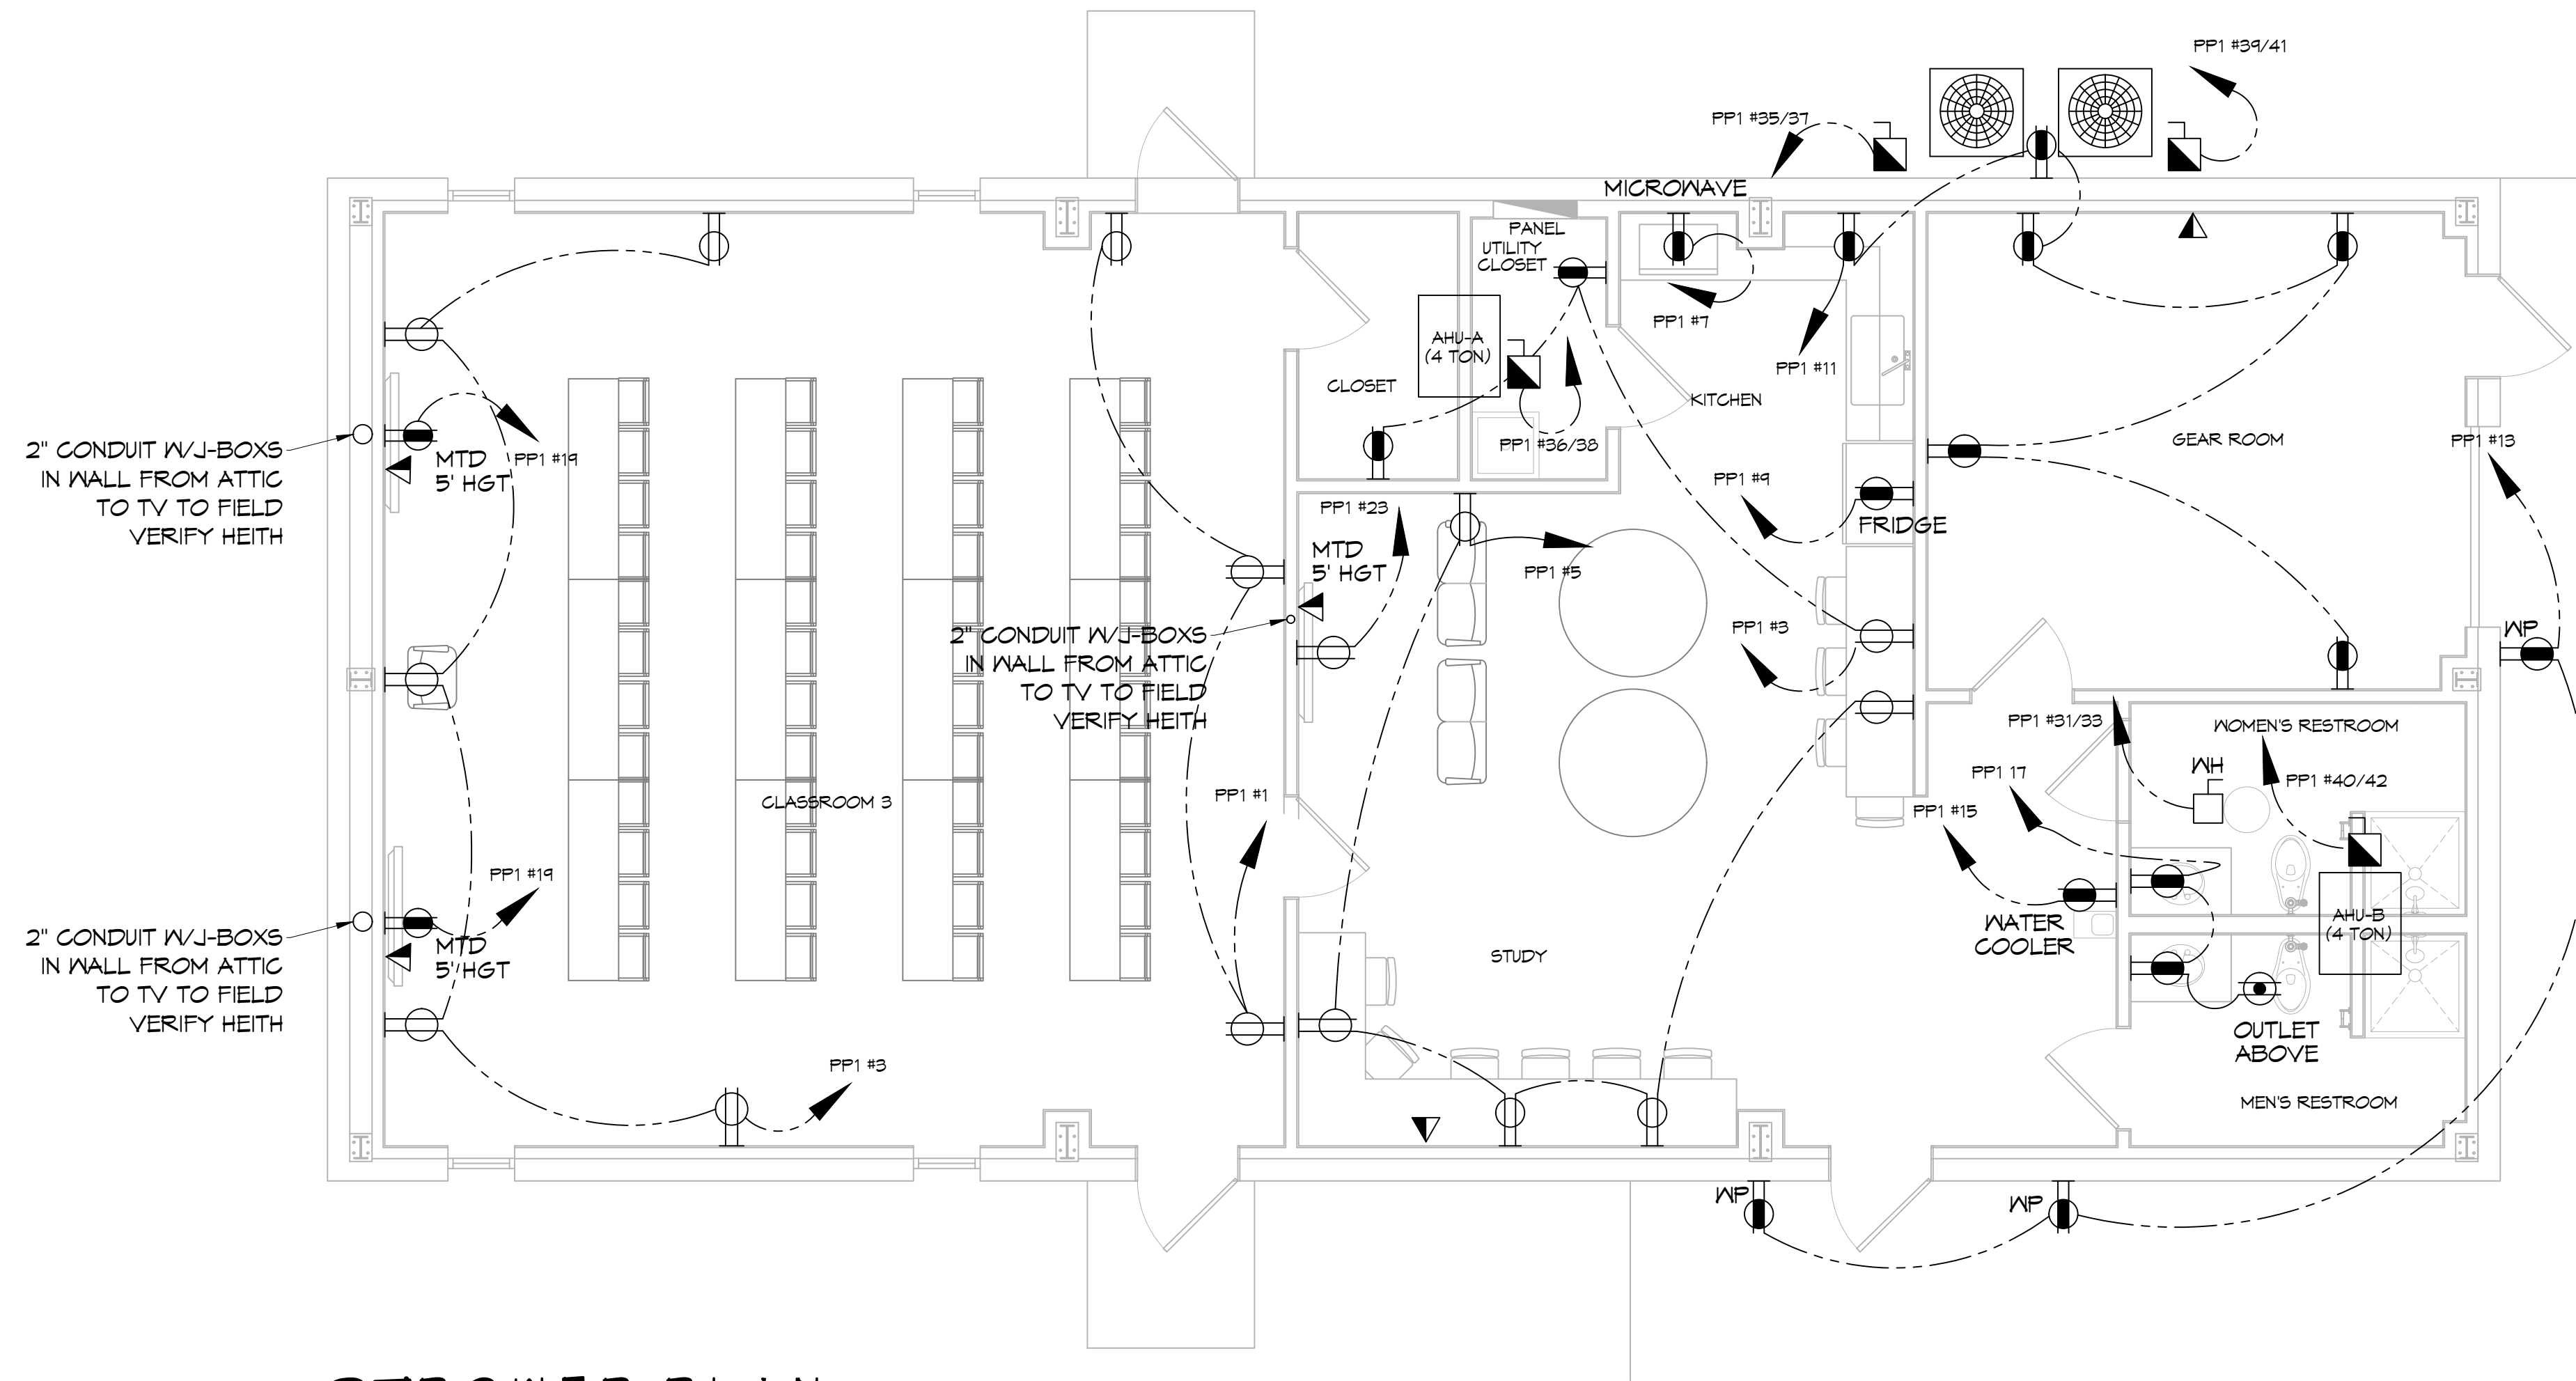 PP1 #39/41
PP1 #35/37
MICROWAVE
PANEL
UTILITY
CLOSET
PP1 #7
AHU-A
(4 TON)
PP1 #11
CLOSET
KITCHEN
PP1 #36/38
GEAR ROOM
PP1 #13
2" CONDUIT W/J-BOXS
IN WALL FROM ATTIC
TO TV TO FIELD
VERIFY HEITH
MTD
5' HGT
PP1 #19
PP1 #9
FRIDGE
PP1 #23
MTD
5' HGT
PP1 #5
2" CONDUIT W/J-BOXS
IN WALL FROM ATTIC
TO TV TO FIELD
VERIFY HEITH
PP1 #3
WP
PP1 #31/33
WOMEN'S RESTROOM
WH
PP1 #40/42
PP1 17
PP1 #15
PP1 #1
CLASSROOM 3
PP1 #19
2" CONDUIT W/J-BOXS
IN WALL FROM ATTIC
TO TV TO FIELD
VERIFY HEITH
MTD
5' HGT
STUDY
WATER
COOLER
AHU-B
(4 TON)
OUTLET
ABOVE
PP1 #3
MEN'S RESTROOM
WP
WP